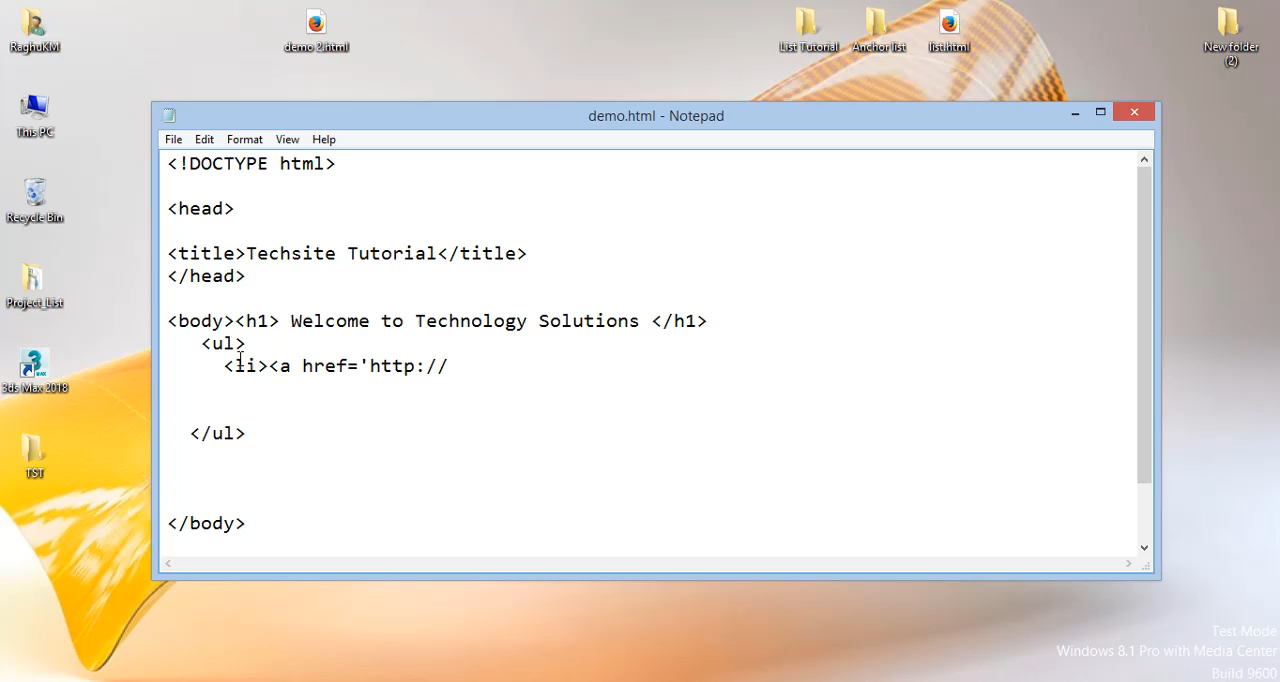 RaghuKM
demo 2.html
List Tutorial
Anchor list
list.html
New folder
(2)
This PC
Recycle Bin
Project_List
3ds Max 2018
TST
demo.html - Notepad
File Edit Format View Help
<!DOCTYPE html>
<head>
<title>Techsite Tutorial</title>
</head>
<body><h1> Welcome to Technology Solutions </h1>
<ul>
<li><a href='http://
</ul>
</body>
Test Mode
Windows 8.1 Pro with Media Center
Build 9600